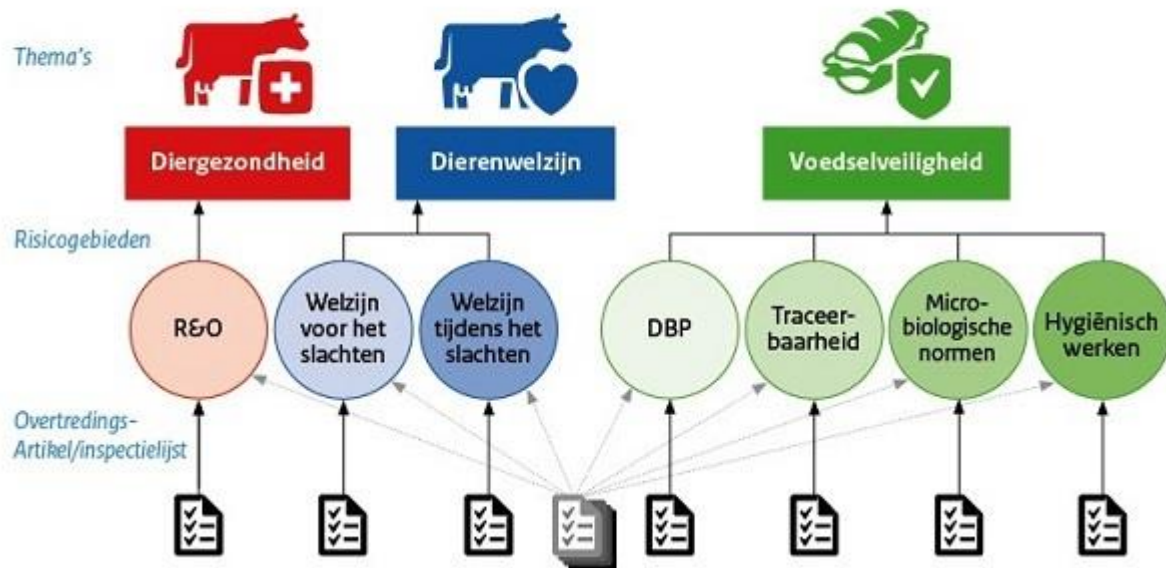 Thema's
Diergezondheid
Dierenwelzijn
Voedselveiligheid
Risicogebieden
R&O
Welzijn
voor het
slachten
Welzijn
tijdens het
slachten
DBP
Traceer-
baarheid
Micro-
biologische
normen
Hygiënisch
werken
Overtredings-
Artikel/inspectielijst